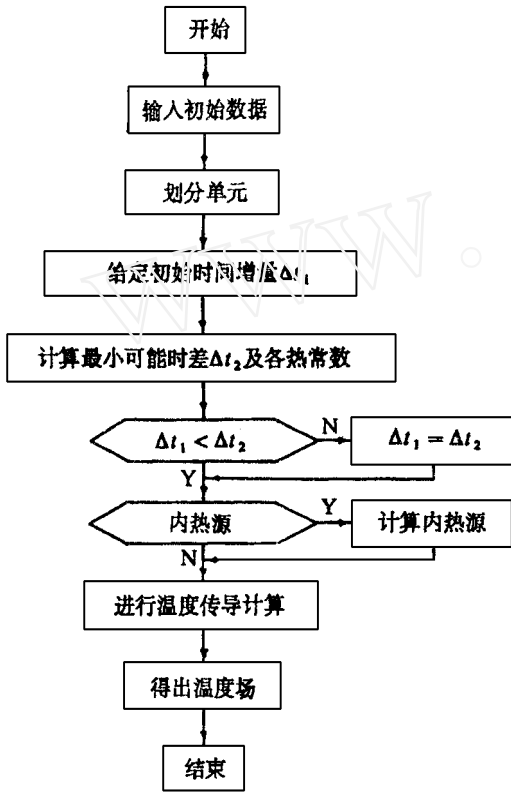 开始
输入初始数据
划分单元
WWW.
给定初始时间增量Δt₁
计算最小可能时差Δt₂及各热常数
Δt₁ < Δt₂
N
Δt₁ = Δt₂
Y
内热源
Y
计算内热源
N
进行温度传导计算
得出温度场
结束